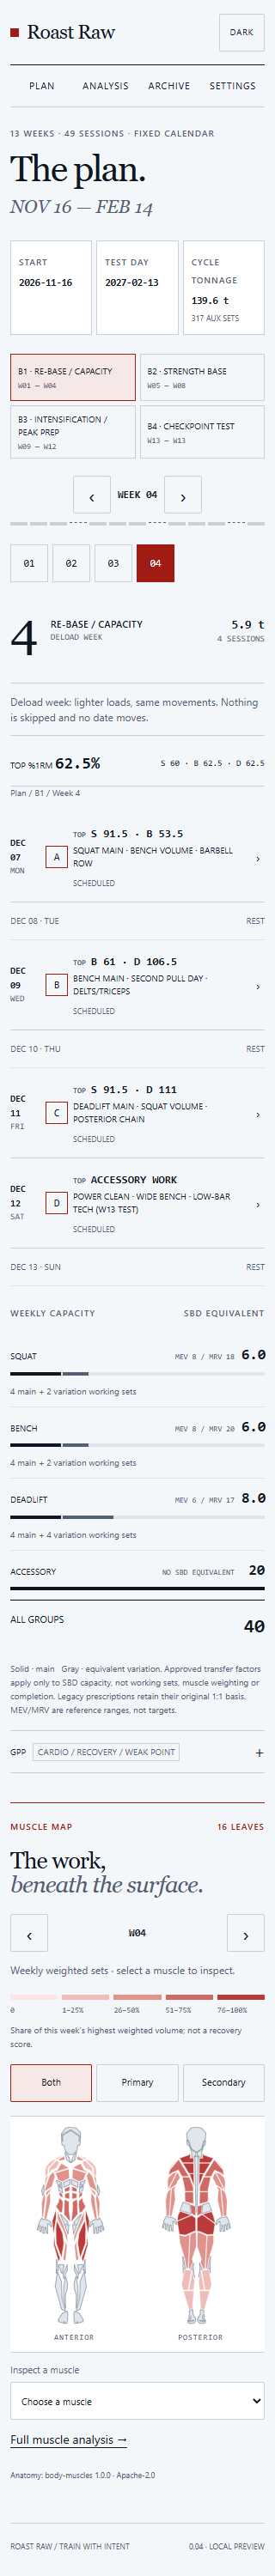 Roast Raw
DARK
PLAN ANALYSIS ARCHIVE SETTINGS
13 WEEKS · 49 SESSIONS · FIXED CALENDAR
The plan.
NOV 16 — FEB 14
START
2026-11-16
TEST DAY
2027-02-13
CYCLE
TONNAGE
139.6 t
317 AUX SETS
B1 · RE-BASE / CAPACITY
W01 — W04
B2 · STRENGTH BASE
W05 — W08
B3 · INTENSIFICATION /
PEAK PREP
W09 — W12
B4 · CHECKPOINT TEST
W13 — W13
‹ WEEK 04 ›
01 02 03 04
4
RE-BASE / CAPACITY
DELOAD WEEK
5.9 t
4 SESSIONS
Deload week: lighter loads, same movements. Nothing
is skipped and no date moves.
TOP %1RM 62.5% S 60 · B 62.5 · D 62.5
Plan / B1 / Week 4
DEC
07
MON
A
TOP S 91.5 · B 53.5
SQUAT MAIN · BENCH VOLUME · BARBELL
ROW
SCHEDULED
›
DEC 08 · TUE REST
DEC
09
WED
B
TOP B 61 · D 106.5
BENCH MAIN · SECOND PULL DAY ·
DELTS/TRICEPS
SCHEDULED
›
DEC 10 · THU REST
DEC
11
FRI
C
TOP S 91.5 · D 111
DEADLIFT MAIN · SQUAT VOLUME ·
POSTERIOR CHAIN
SCHEDULED
›
DEC
12
SAT
D
TOP ACCESSORY WORK
POWER CLEAN · WIDE BENCH · LOW-BAR
TECH (W13 TEST)
SCHEDULED
›
DEC 13 · SUN REST
WEEKLY CAPACITY SBD EQUIVALENT
SQUAT MEV 8 / MRV 18 6.0
4 main + 2 variation working sets
BENCH MEV 8 / MRV 20 6.0
4 main + 2 variation working sets
DEADLIFT MEV 6 / MRV 17 8.0
4 main + 4 variation working sets
ACCESSORY NO SBD EQUIVALENT 20
ALL GROUPS 40
Solid · main Gray · equivalent variation. Approved transfer factors
apply only to SBD capacity, not working sets, muscle weighting or
completion. Legacy prescriptions retain their original 1:1 basis.
MEV/MRV are reference ranges, not targets.
GPP CARDIO / RECOVERY / WEAK POINT +
MUSCLE MAP 16 LEAVES
The work,
beneath the surface.
‹ W04 ›
Weekly weighted sets · select a muscle to inspect.
0 1–25% 26–50% 51–75% 76–100%
Share of this week's highest weighted volume; not a recovery
score.
Both Primary Secondary
ANTERIOR POSTERIOR
Inspect a muscle
Choose a muscle
Full muscle analysis →
Anatomy: body-muscles 1.0.0 · Apache-2.0
ROAST RAW / TRAIN WITH INTENT 0.04 · LOCAL PREVIEW